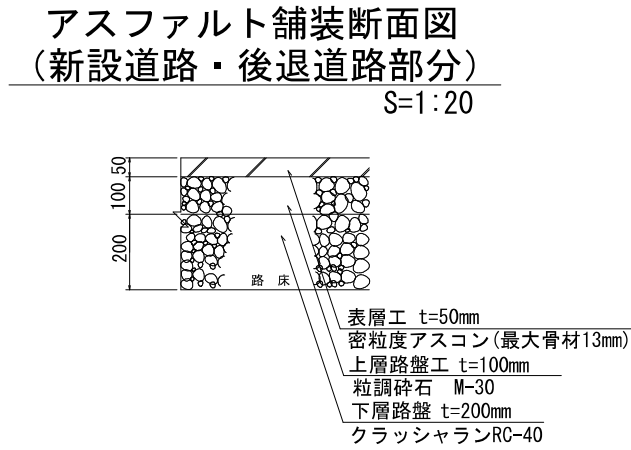 アスファルト舗装断面図
（新設道路・後退道路部分）
S=1:20
50
100
200
路 床
表層工 t=50mm
密粒度アスコン(最大骨材13mm)
上層路盤工 t=100mm
粒調砕石 M-30
下層路盤 t=200mm
クラッシャランRC-40